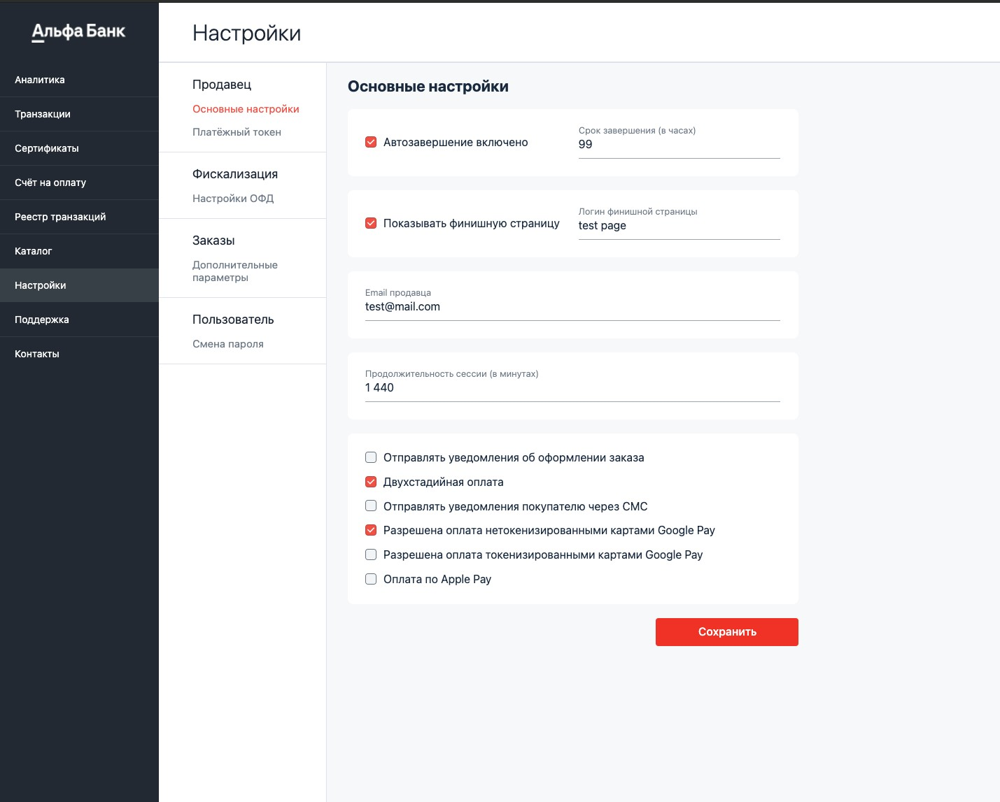 Альфа Банк
Аналитика
Транзакции
Сертификаты
Счёт на оплату
Реестр транзакций
Каталог
Настройки
Поддержка
Контакты
Настройки
Продавец
Основные настройки
Платёжный токен
Фискализация
Настройки ОФД
Заказы
Дополнительные
параметры
Пользователь
Смена пароля
Основные настройки
Автозавершение включено
Срок завершения (в часах)
99
Показывать финишную страницу
Логин финишной страницы
test page
Email продавца
test@mail.com
Продолжительность сессии (в минутах)
1 440
Отправлять уведомления об оформлении заказа
Двухстадийная оплата
Отправлять уведомления покупателю через СМС
Разрешена оплата нетокенизированными картами Google Pay
Разрешена оплата токенизированными картами Google Pay
Оплата по Apple Pay
Сохранить